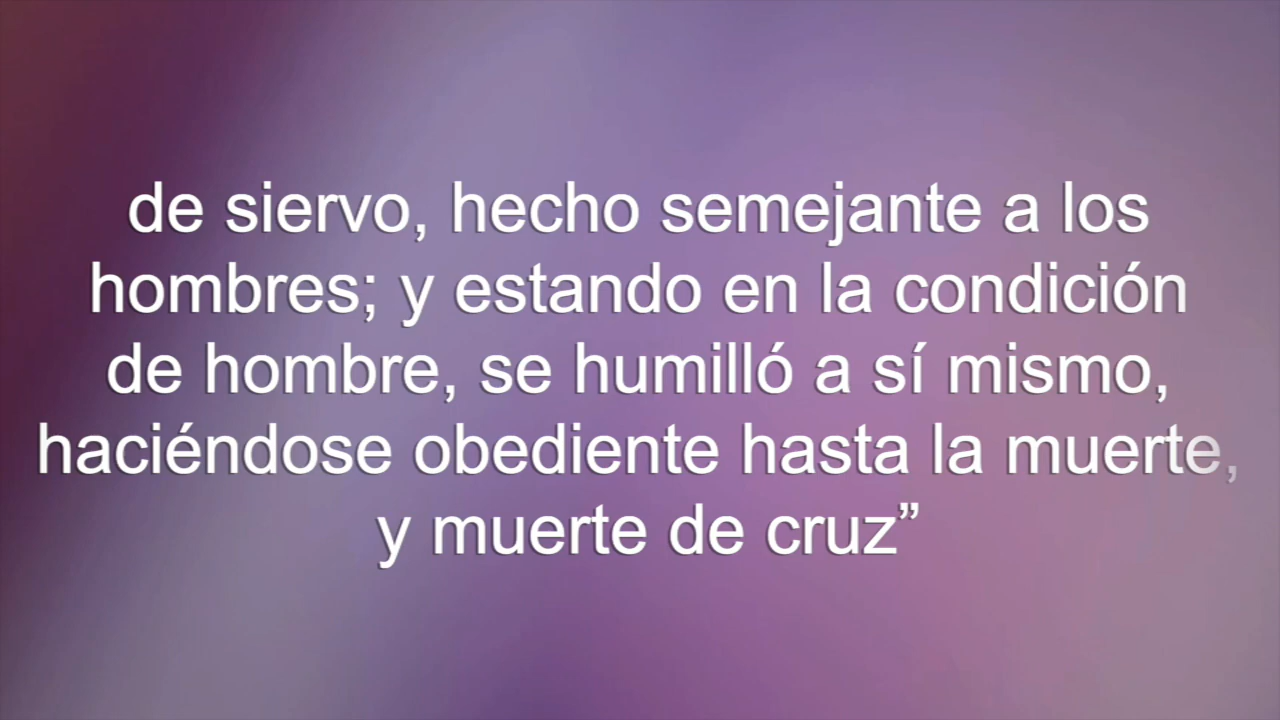 de siervo, hecho semejante a los
hombres; y estando en la condición
de hombre, se humilló a sí mismo,
haciéndose obediente hasta la muerte,
y muerte de cruz”